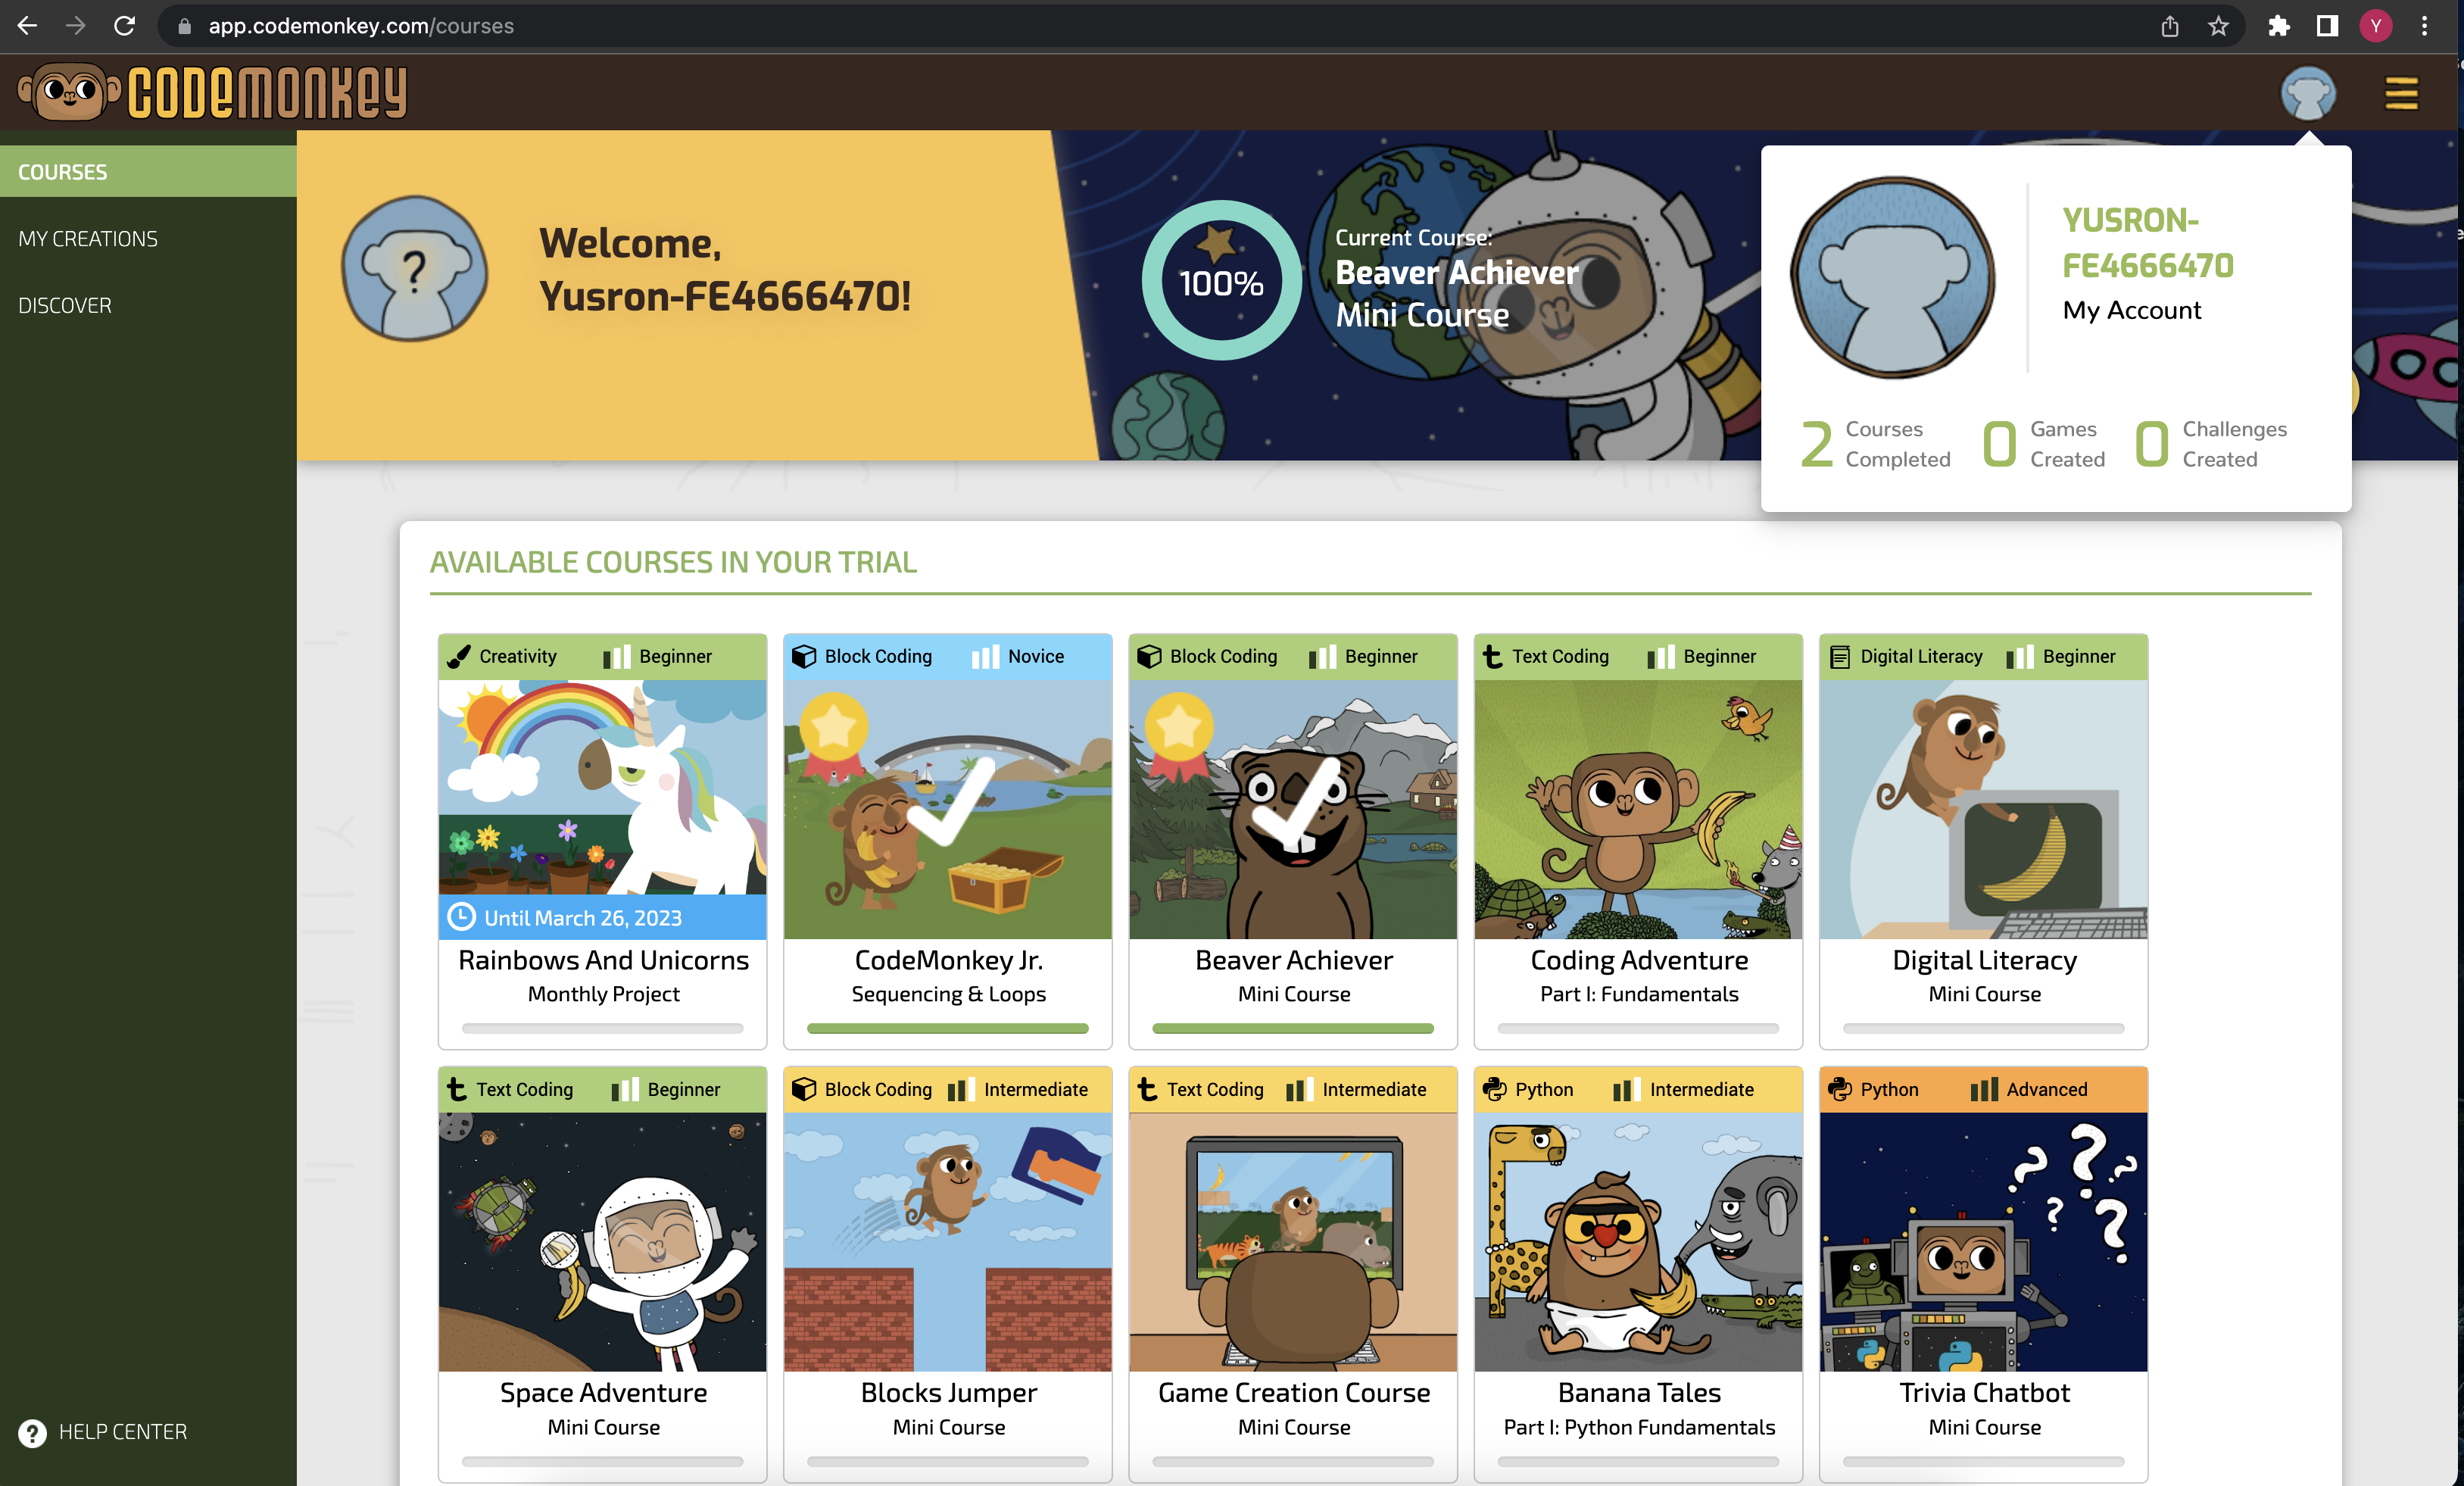 app.codemonkey.com/courses
Y
CODEMONKEY
COURSES
MY CREATIONS
DISCOVER
HELP CENTER
?
Welcome,
Yusron-FE4666470!
100%
Current Course:
Beaver Achiever
Mini Course
YUSRON-
FE4666470
My Account
2 Courses Completed
0 Games Created
0 Challenges Created
AVAILABLE COURSES IN YOUR TRIAL
Creativity Beginner
Until March 26, 2023
Rainbows And Unicorns
Monthly Project
Block Coding Novice
CodeMonkey Jr.
Sequencing & Loops
Block Coding Beginner
Beaver Achiever
Mini Course
Text Coding Beginner
Coding Adventure
Part I: Fundamentals
Digital Literacy Beginner
Digital Literacy
Mini Course
Text Coding Beginner
Space Adventure
Mini Course
Block Coding Intermediate
Blocks Jumper
Mini Course
Text Coding Intermediate
Game Creation Course
Mini Course
Python Intermediate
Banana Tales
Part I: Python Fundamentals
Python Advanced
? ? ? ? ?
Trivia Chatbot
Mini Course